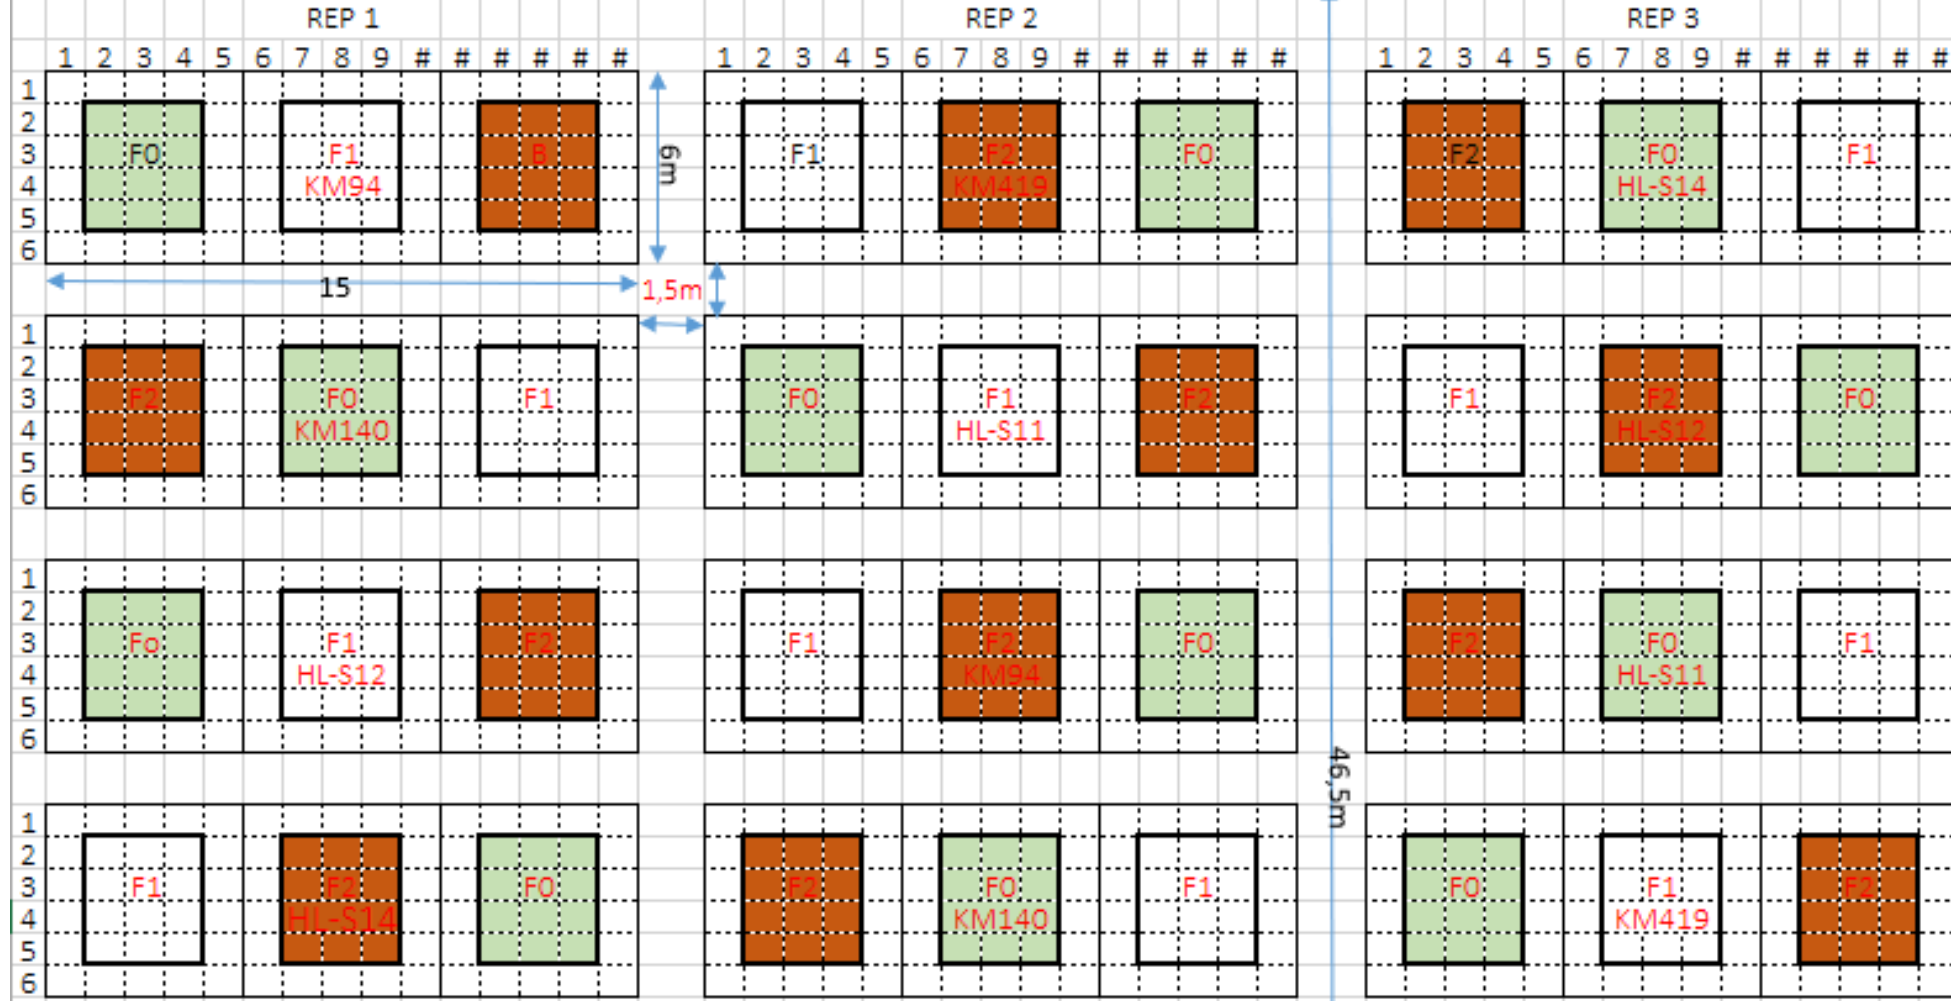 REP 1 REP 2 REP 3
1 2 3 4 5 6 7 8 9 # # # # # # 1 2 3 4 5 6 7 8 9 # # # # # # 1 2 3 4 5 6 7 8 9 # # # # # #
1
2
3 F0 F1 B F1 F2 F0 F2 F0 F1
4 KM94 KM419 HL-S14
5
6
6m
15
1,5m
1
2
3 F2 F0 F1 F0 F1 F2 F1 F2 F0
4 KM140 HL-S11 HL-S12
5
6
1
2
3 Fo F1 F2 F1 F2 F0 F2 F0 F1
4 HL-S12 KM94 HL-S11
5
6
46,5m
1
2
3 F1 F2 F0 F2 F0 F1 F0 F1 F2
4 HL-S14 KM140 KM419
5
6